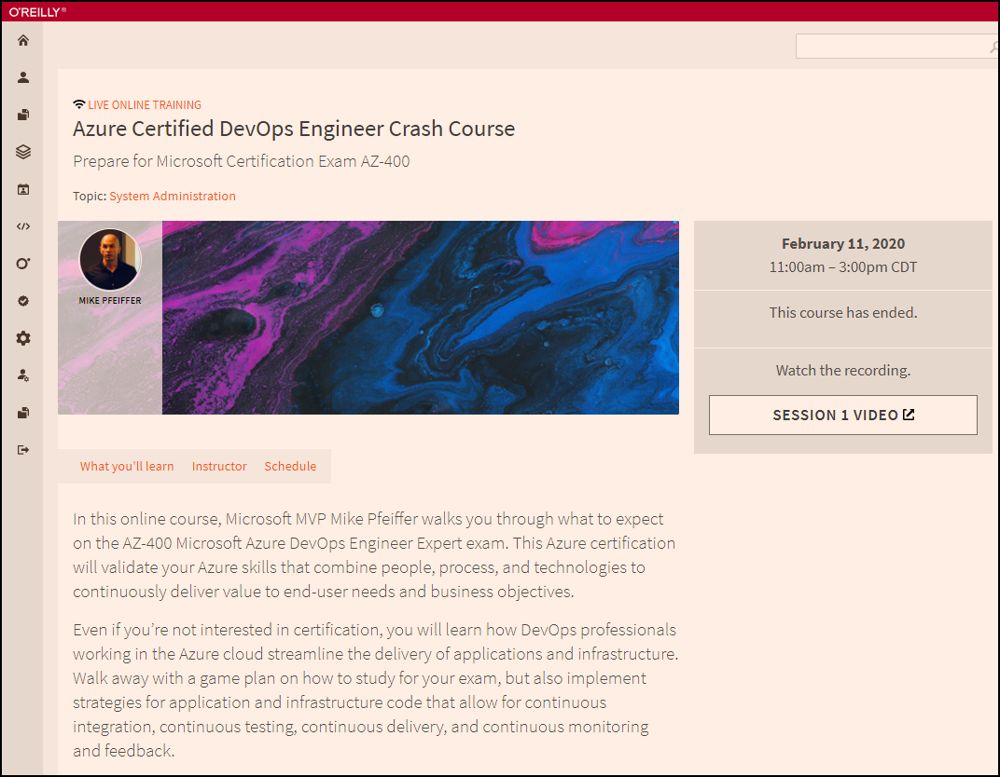 O'REILLY®
LIVE ONLINE TRAINING
Azure Certified DevOps Engineer Crash Course
Prepare for Microsoft Certification Exam AZ-400
Topic: System Administration
MIKE PFEIFFER
February 11, 2020
11:00am – 3:00pm CDT
This course has ended.
Watch the recording.
SESSION 1 VIDEO
What you'll learn Instructor Schedule
In this online course, Microsoft MVP Mike Pfeiffer walks you through what to expect
on the AZ-400 Microsoft Azure DevOps Engineer Expert exam. This Azure certification
will validate your Azure skills that combine people, process, and technologies to
continuously deliver value to end-user needs and business objectives.
Even if you’re not interested in certification, you will learn how DevOps professionals
working in the Azure cloud streamline the delivery of applications and infrastructure.
Walk away with a game plan on how to study for your exam, but also implement
strategies for application and infrastructure code that allow for continuous
integration, continuous testing, continuous delivery, and continuous monitoring
and feedback.